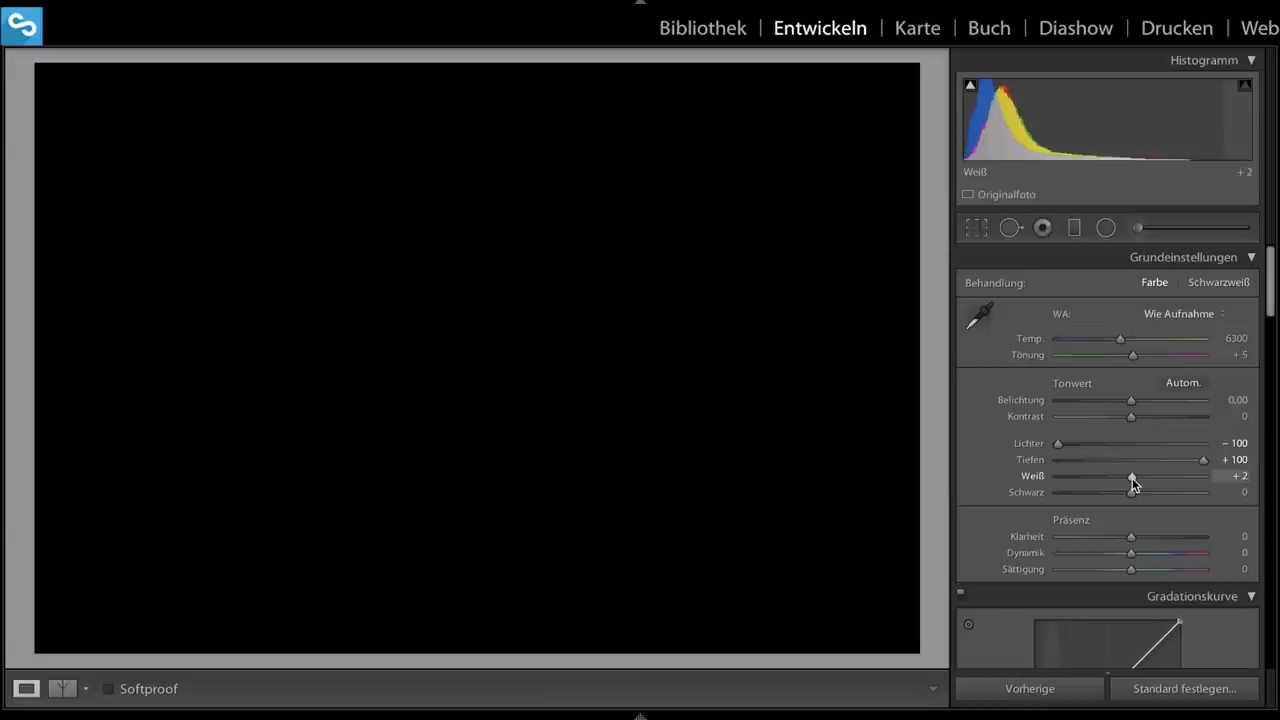 Bibliothek | Entwickeln | Karte | Buch | Diashow | Drucken | Web
Histogramm
Weiß + 2
Originalfoto
Grundeinstellungen
Behandlung: Farbe Schwarzweiß
WA: Wie Aufnahme
Temp. 6300
Tönung + 5
Tonwert Autom.
Belichtung 0,00
Kontrast 0
Lichter − 100
Tiefen + 100
Weiß + 2
Schwarz 0
Präsenz
Klarheit 0
Dynamik 0
Sättigung 0
Gradationskurve
Softproof
Vorherige Standard festlegen...